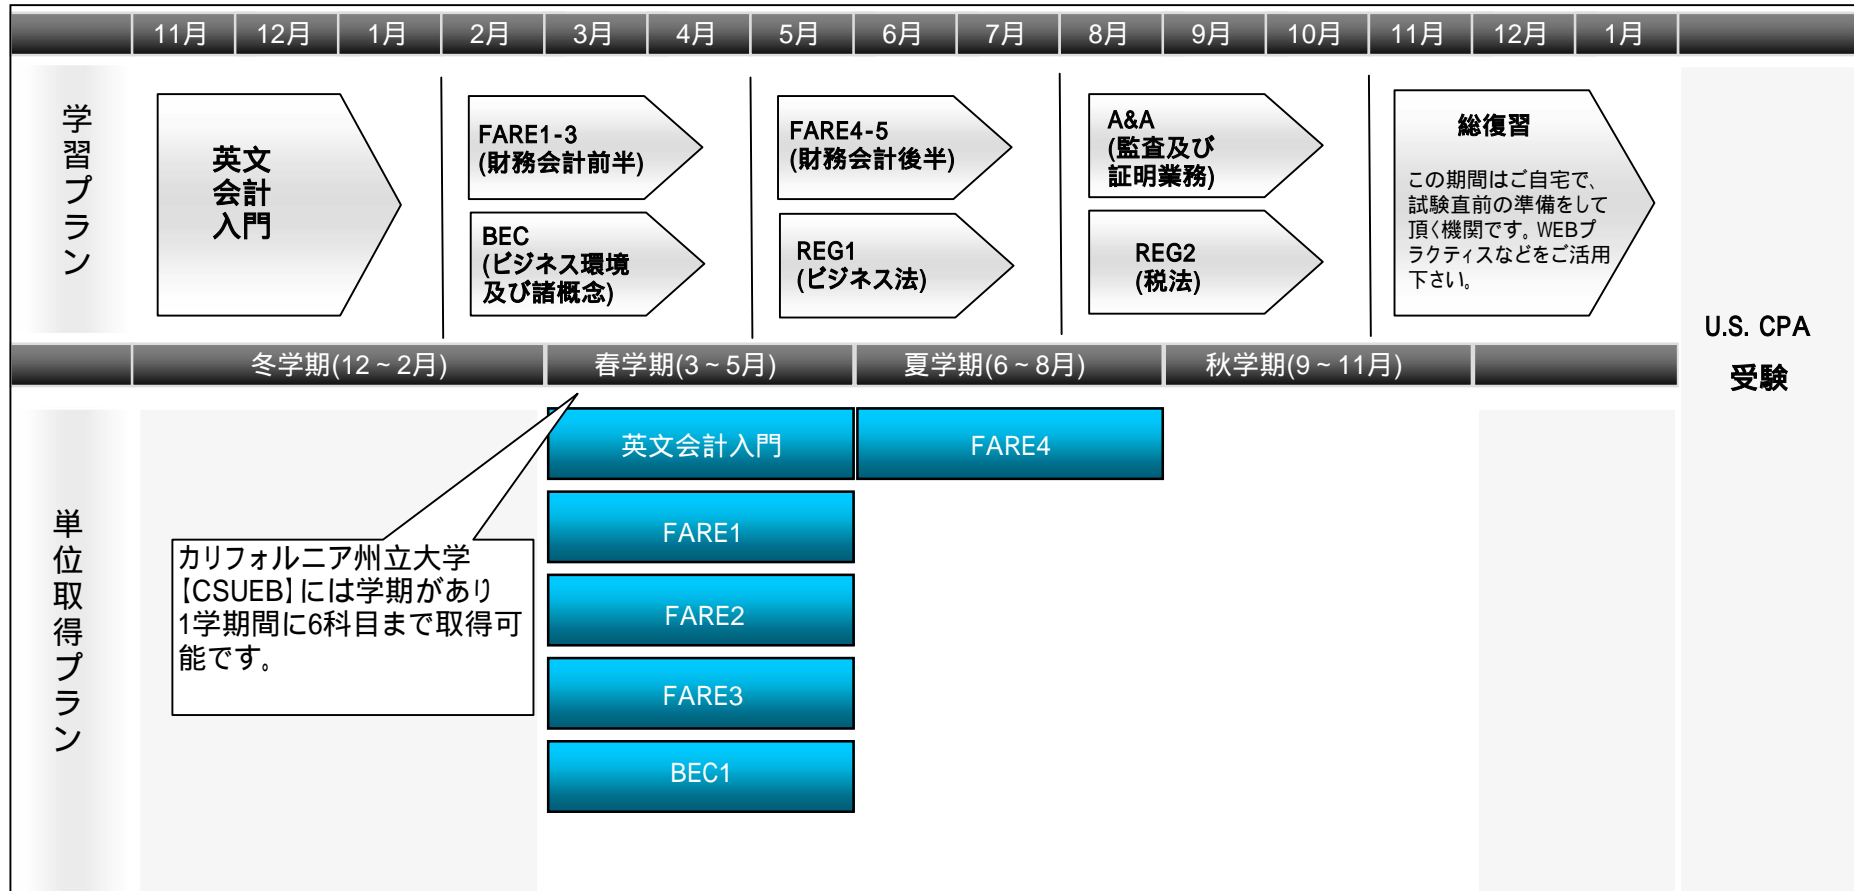 11月 12月 1月 2月 3月 4月 5月 6月 7月 8月 9月 10月 11月 12月 1月
学習プラン
英文
会計
入門
FARE1-3
(財務会計前半)
BEC
(ビジネス環境
及び諸概念)
FARE4-5
(財務会計後半)
REG1
(ビジネス法)
A&A
(監査及び
証明業務)
REG2
(税法)
総復習
この期間はご自宅で、
試験直前の準備をして
頂く機関です。WEBプ
ラクティスなどをご活用
下さい。
U.S. CPA
受験
冬学期(12～2月) 春学期(3～5月) 夏学期(6～8月) 秋学期(9～11月)
単位取得プラン
カリフォルニア州立大学
【CSUEB】には学期があり
1学期間に6科目まで取得可
能です。
英文会計入門 FARE4
FARE1
FARE2
FARE3
BEC1